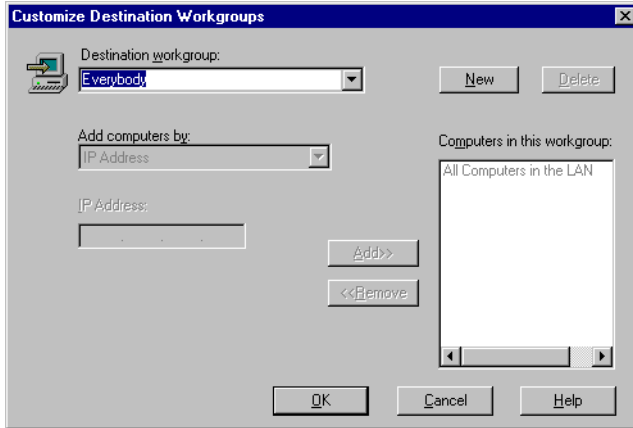 Customize Destination Workgroups
Destination workgroup:
Everybody
New
Delete
Add computers by:
IP Address
Computers in this workgroup:
All Computers in the LAN
IP Address:
. . .
Add>>
<<Remove
OK
Cancel
Help